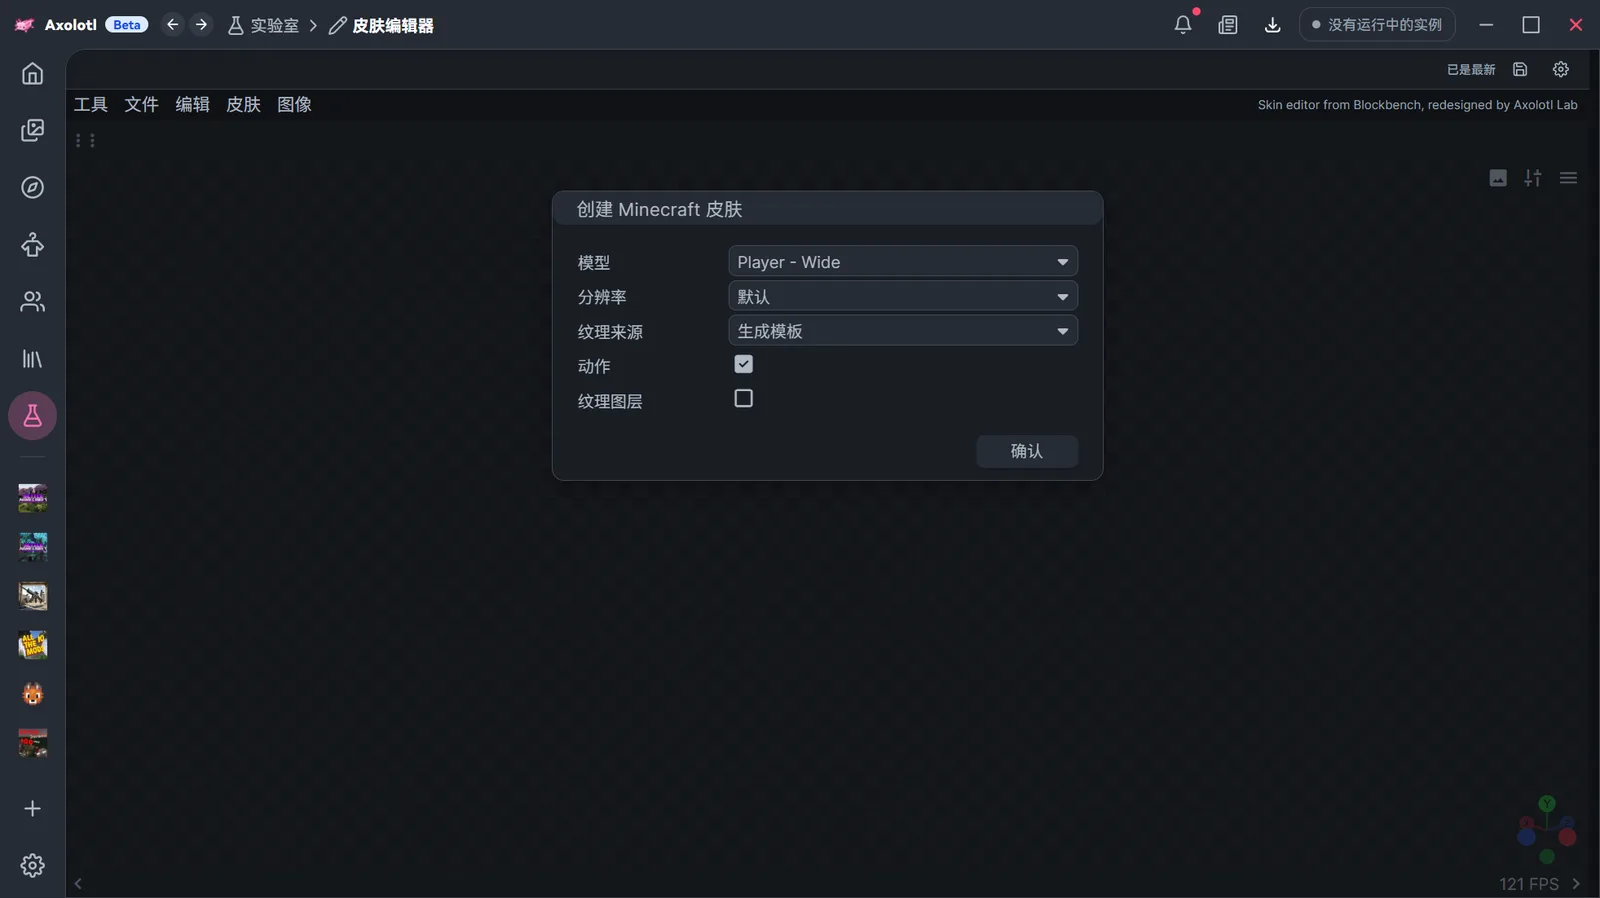 Axolotl Beta 实验室 皮肤编辑器 没有运行中的实例
已是最新
工具 文件 编辑 皮肤 图像 Skin editor from Blockbench, redesigned by Axolotl Lab
创建 Minecraft 皮肤
模型 Player - Wide
分辨率 默认
纹理来源 生成模板
动作
纹理图层
确认
ALL
THE
MODS
Y
121 FPS